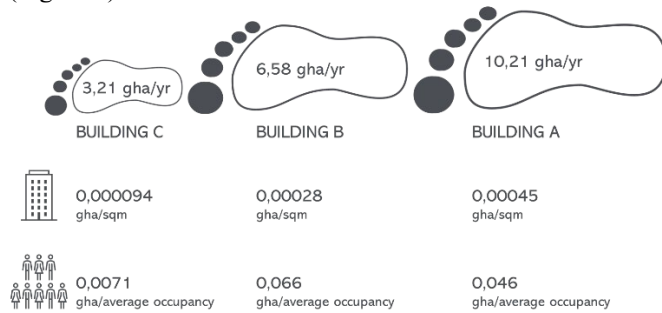 3,21 gha/yr
6,58 gha/yr
10,21 gha/yr
BUILDING C
BUILDING B
BUILDING A
0,000094
gha/sqm
0,00028
gha/sqm
0,00045
gha/sqm
0,0071
gha/average occupancy
0,066
gha/average occupancy
0,046
gha/average occupancy